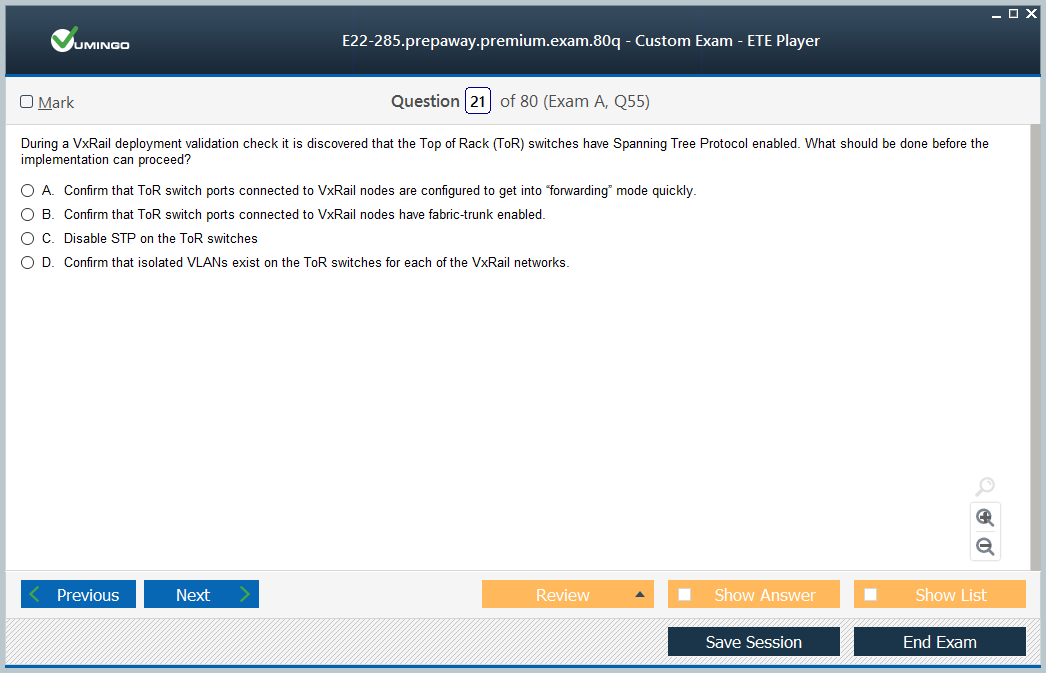 VUMINGO
E22-285.prepaway.premium.exam.80q - Custom Exam - ETE Player
Mark
Question 21 of 80 (Exam A, Q55)
During a VxRail deployment validation check it is discovered that the Top of Rack (ToR) switches have Spanning Tree Protocol enabled. What should be done before the
implementation can proceed?
A. Confirm that ToR switch ports connected to VxRail nodes are configured to get into “forwarding” mode quickly.
B. Confirm that ToR switch ports connected to VxRail nodes have fabric-trunk enabled.
C. Disable STP on the ToR switches
D. Confirm that isolated VLANs exist on the ToR switches for each of the VxRail networks.
Previous
Next
Review
Show Answer
Show List
Save Session
End Exam